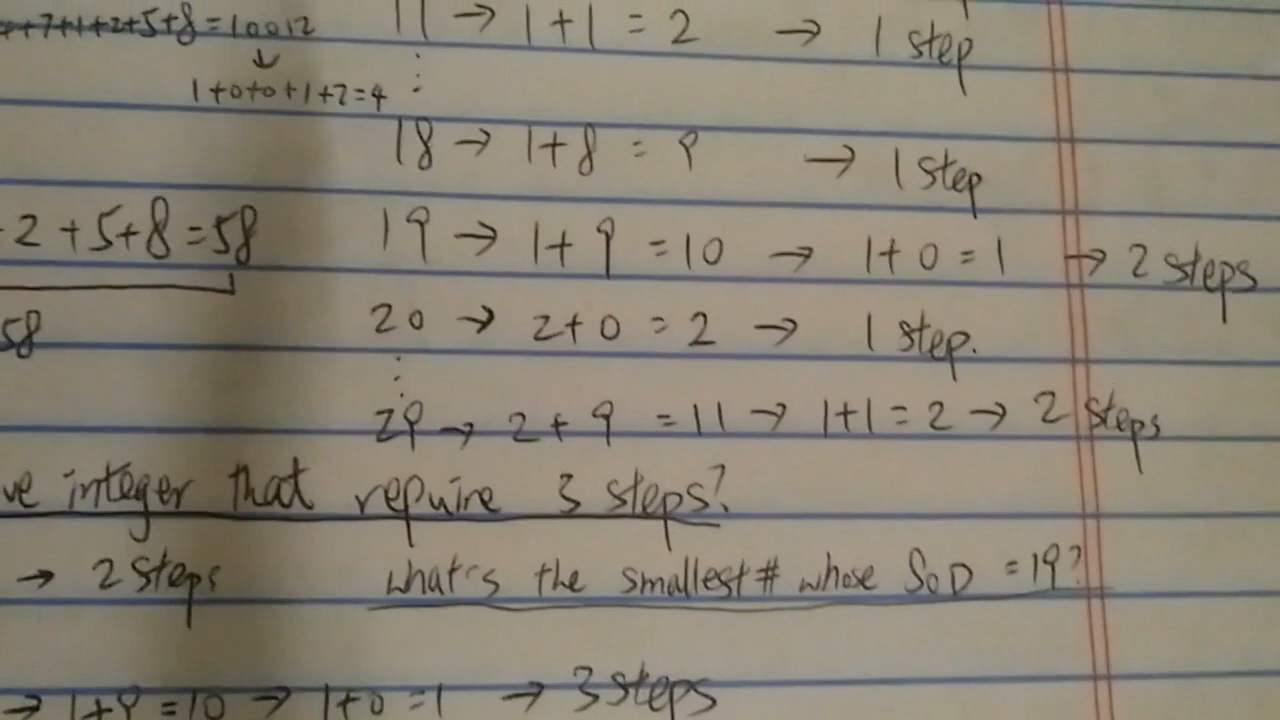 +7+1+2+5+8=10012
11 → 1+1 = 2 → 1 step
↓
1+0+0+1+2=4
⋮
18 → 1+8 = 9 → 1 step
2+5+8=58
19 → 1+9 = 10 → 1+0=1 → 2 steps
58
20 → 2+0 = 2 → 1 step.
⋮
29 → 2+9 = 11 → 1+1=2 → 2 steps
ve integer that require 3 steps?
→ 2 steps
what's the smallest # whose SoD = 19?
→ 1+9=10 → 1+0=1 → 3 steps